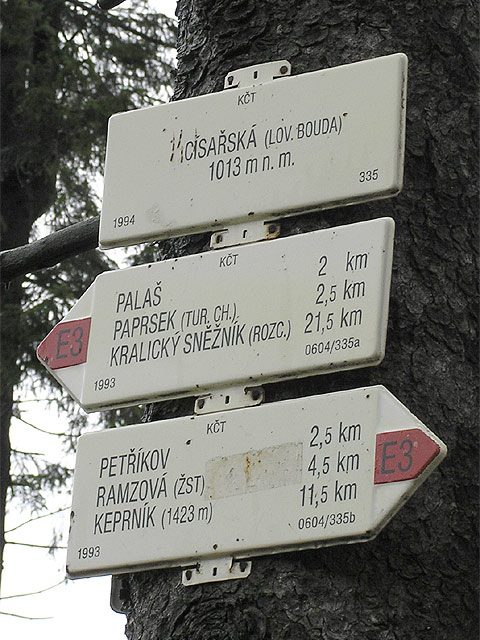 KČT
CÍSAŘSKÁ (LOV. BOUDA)
1013 m n. m.
1994
335
KČT
PALAŠ 2 km
PAPRSEK (TUR. CH.) 2,5 km
KRALICKÝ SNĚŽNÍK (ROZC.) 21,5 km
E3
1993
0604/335a
KČT
PETŘÍKOV 2,5 km
RAMZOVÁ (ŽST) 4,5 km
KEPRNÍK (1423 m) 11,5 km
E3
1993
0604/335b